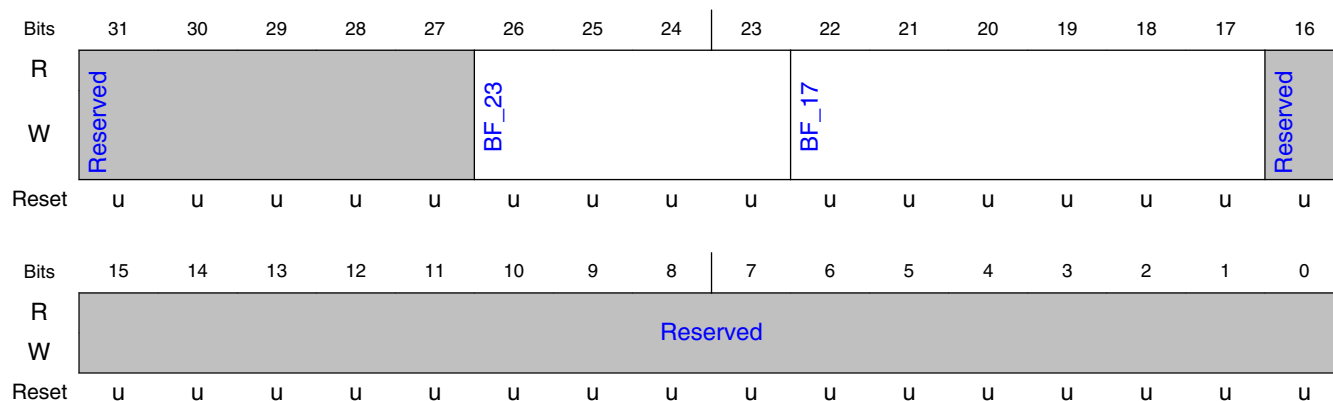 Bits 31 30 29 28 27 26 25 24 23 22 21 20 19 18 17 16
R
W
Reserved BF_23 BF_17 Reserved
Reset u u u u u u u u u u u u u u u u
Bits 15 14 13 12 11 10 9 8 7 6 5 4 3 2 1 0
R
Reserved
W
Reset u u u u u u u u u u u u u u u u